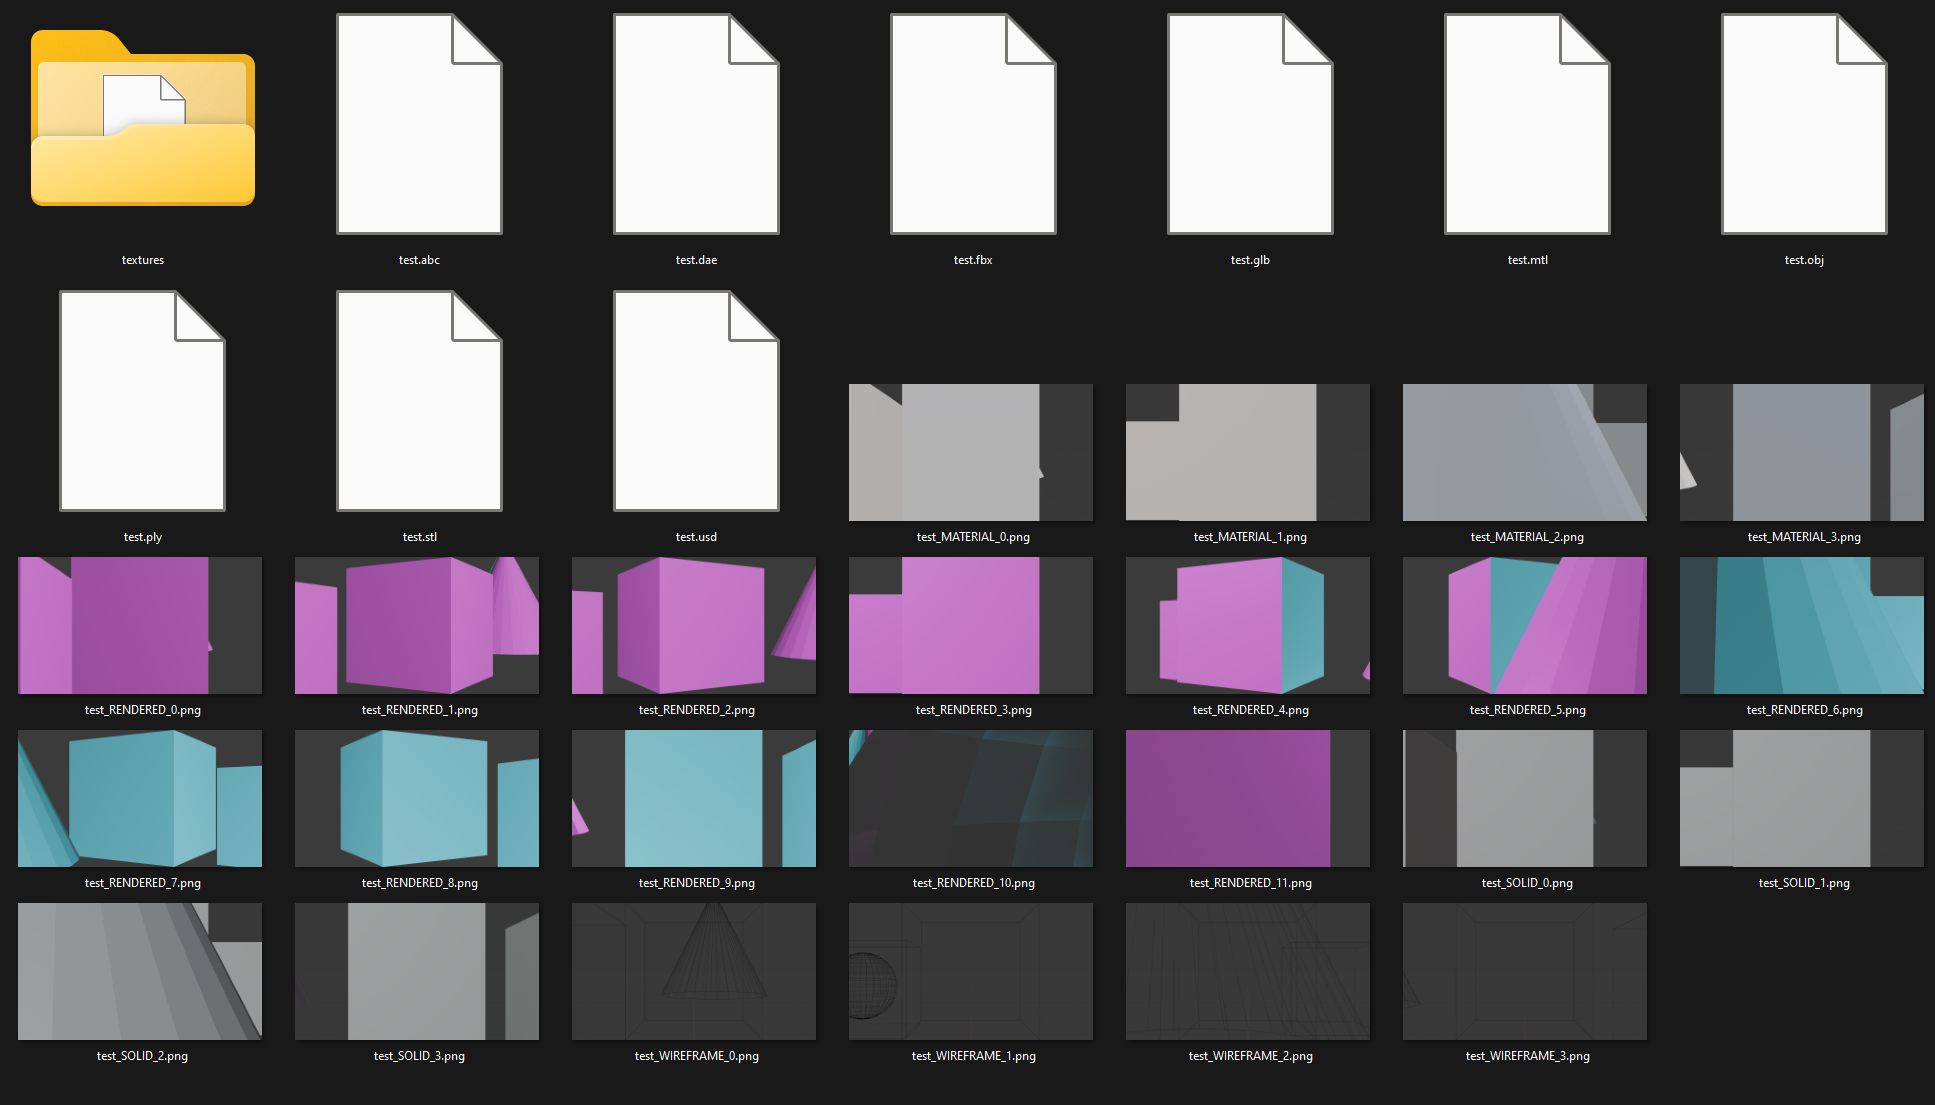 textures
test.abc
test.dae
test.fbx
test.glb
test.mtl
test.obj
test.ply
test.stl
test.usd
test_MATERIAL_0.png
test_MATERIAL_1.png
test_MATERIAL_2.png
test_MATERIAL_3.png
test_RENDERED_0.png
test_RENDERED_1.png
test_RENDERED_2.png
test_RENDERED_3.png
test_RENDERED_4.png
test_RENDERED_5.png
test_RENDERED_6.png
test_RENDERED_7.png
test_RENDERED_8.png
test_RENDERED_9.png
test_RENDERED_10.png
test_RENDERED_11.png
test_SOLID_0.png
test_SOLID_1.png
test_SOLID_2.png
test_SOLID_3.png
test_WIREFRAME_0.png
test_WIREFRAME_1.png
test_WIREFRAME_2.png
test_WIREFRAME_3.png